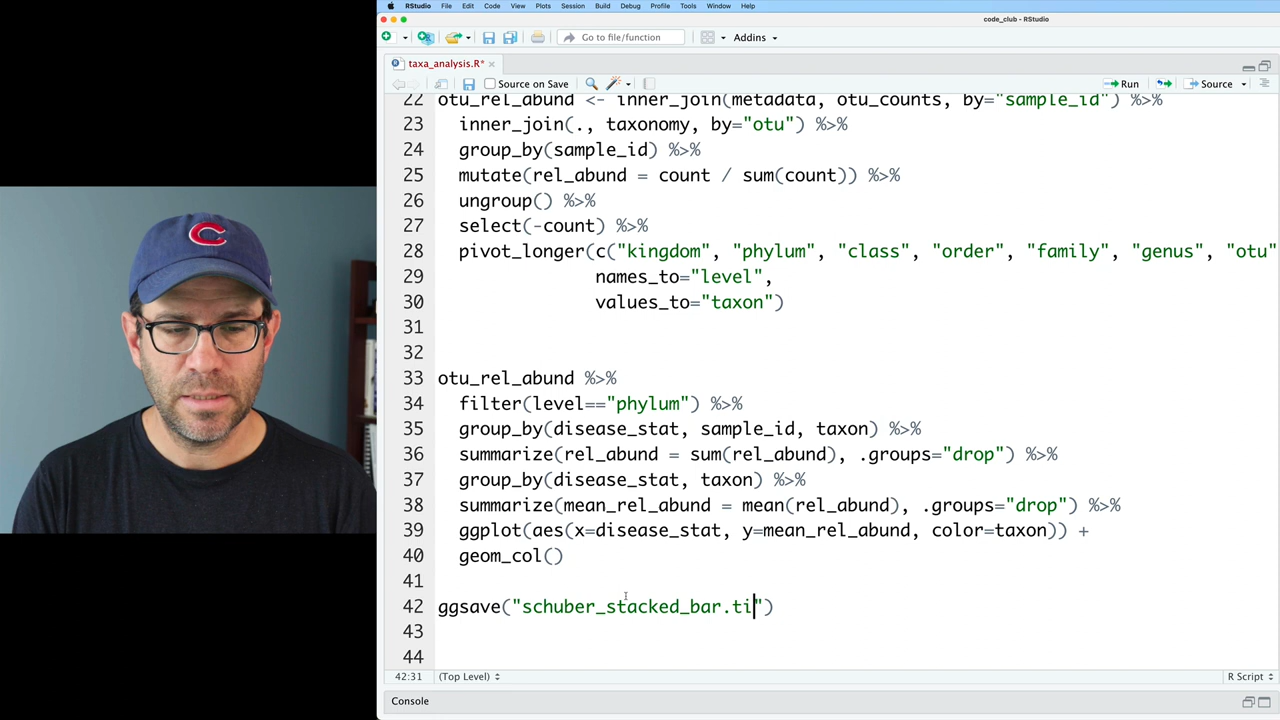 RStudio File Edit Code View Plots Session Build Debug Profile Tools Window Help
code_club - RStudio
Go to file/function Addins
taxa_analysis.R*
Source on Save Run Source
22 otu_rel_abund <- inner_join(metadata, otu_counts, by="sample_id") %>%
23 inner_join(., taxonomy, by="otu") %>%
24 group_by(sample_id) %>%
25 mutate(rel_abund = count / sum(count)) %>%
26 ungroup() %>%
27 select(-count) %>%
28 pivot_longer(c("kingdom", "phylum", "class", "order", "family", "genus", "otu"
29 names_to="level",
30 values_to="taxon")
31
32
33 otu_rel_abund %>%
34 filter(level=="phylum") %>%
35 group_by(disease_stat, sample_id, taxon) %>%
36 summarize(rel_abund = sum(rel_abund), .groups="drop") %>%
37 group_by(disease_stat, taxon) %>%
38 summarize(mean_rel_abund = mean(rel_abund), .groups="drop") %>%
39 ggplot(aes(x=disease_stat, y=mean_rel_abund, color=taxon)) +
40 geom_col()
41
42 ggsave("schuber_stacked_bar.ti")
43
44
42:31 (Top Level) R Script
Console
C